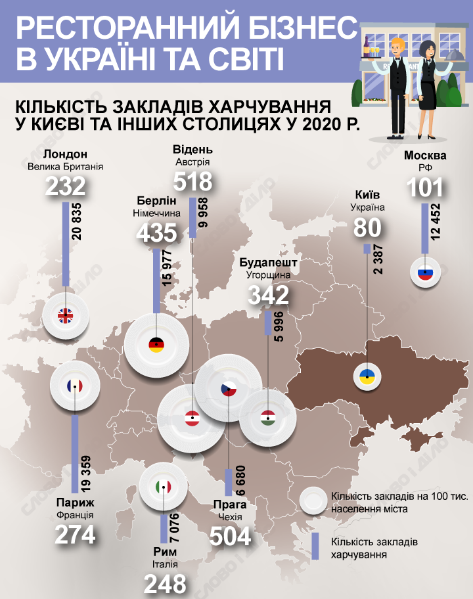 РЕСТОРАННИЙ БІЗНЕС
В УКРАЇНІ ТА СВІТІ
КІЛЬКІСТЬ ЗАКЛАДІВ ХАРЧУВАННЯ
У КИЄВІ ТА ІНШИХ СТОЛИЦЯХ У 2020 Р.
Лондон
Велика Британія
232
20 835
Відень
Австрія
518
9 958
Москва
РФ
101
12 452
Берлін
Німеччина
435
15 977
Київ
Україна
80
2 387
Будапешт
Угорщина
342
5 996
19 359
Париж
Франція
274
7 076
Рим
Італія
248
6 680
Прага
Чехія
504
Кількість закладів на 100 тис.
населення міста
Кількість закладів
харчування
СЛОВО І ДІЛО